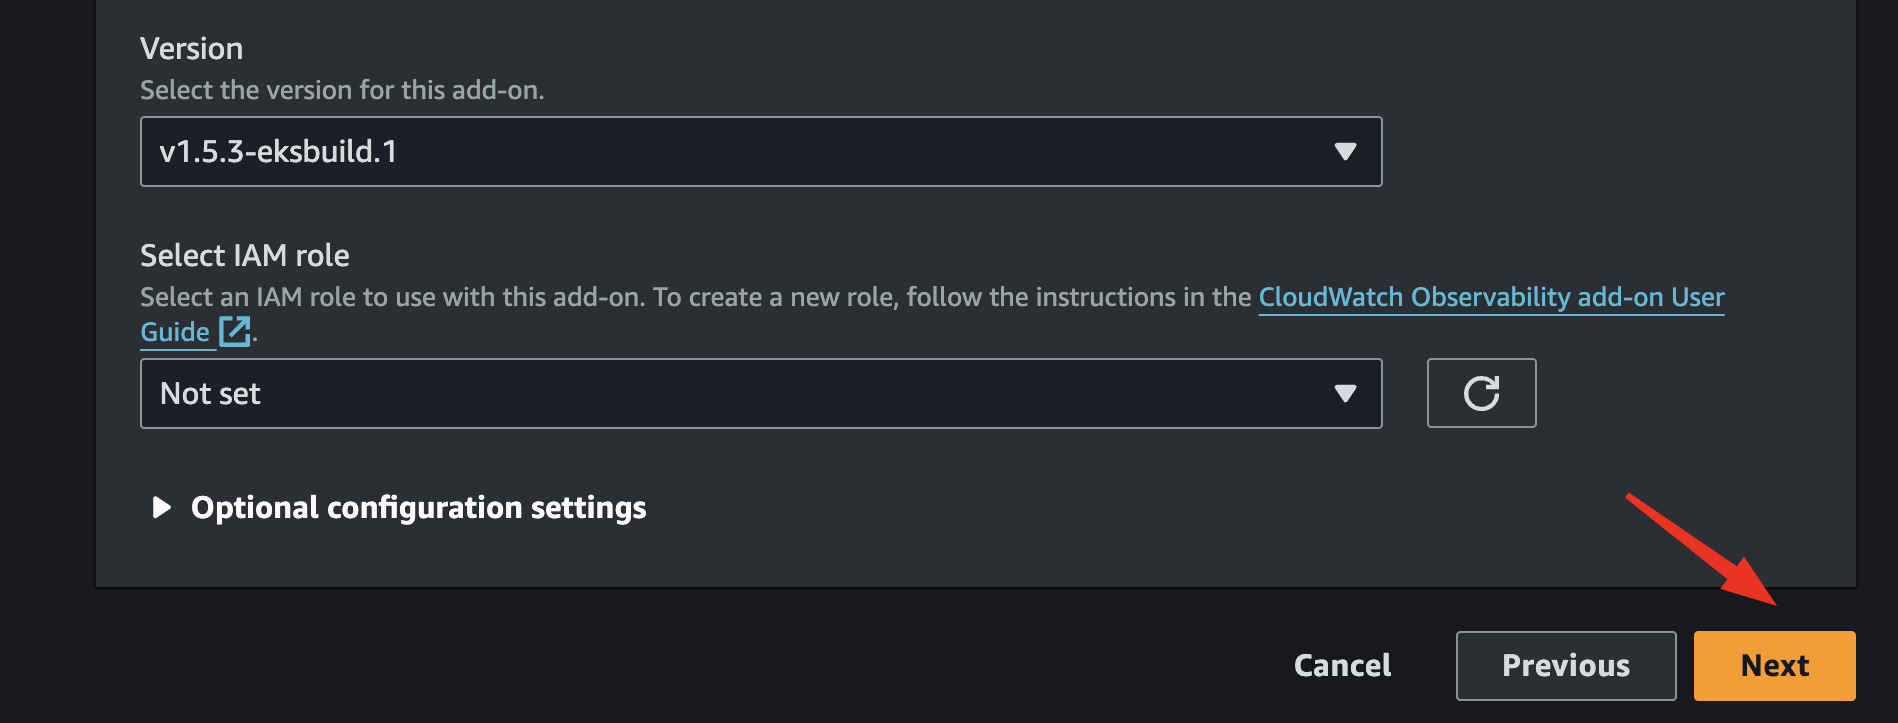 Version
Select the version for this add-on.
v1.5.3-eksbuild.1
Select IAM role
Select an IAM role to use with this add-on. To create a new role, follow the instructions in the CloudWatch Observability add-on User
Guide.
Not set
Optional configuration settings
Cancel
Previous
Next